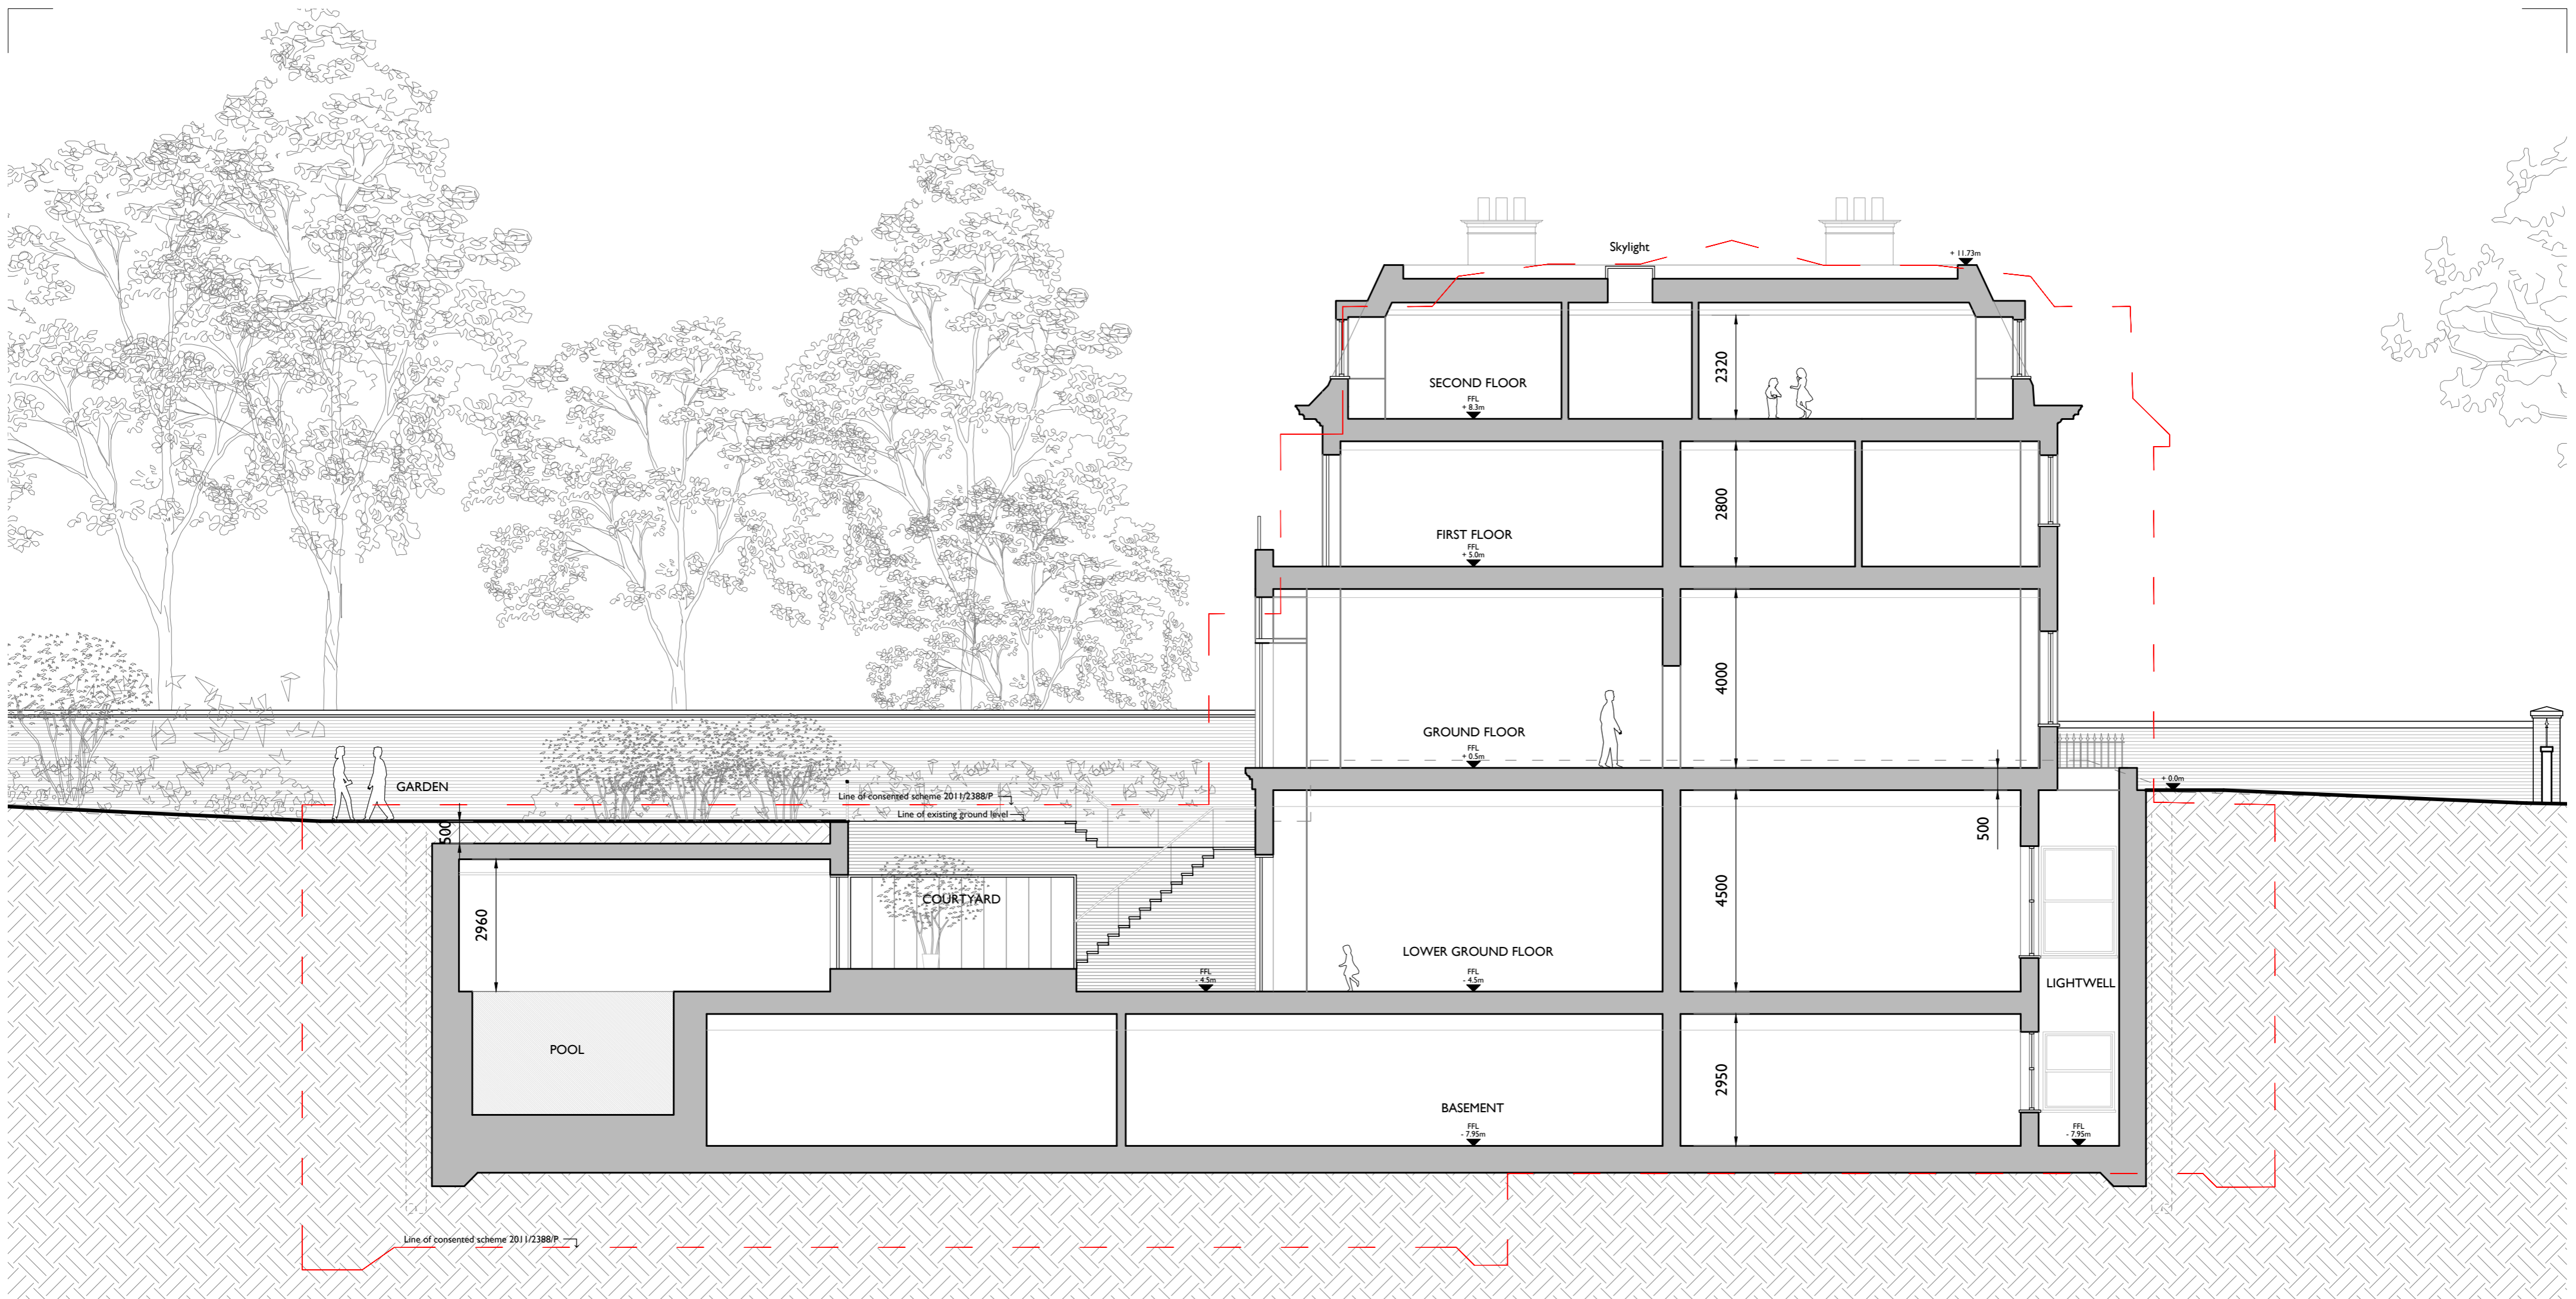 Skylight
+ 11.73m
2320
SECOND FLOOR
FFL
+ 8.3m
2800
FIRST FLOOR
FFL
+ 5.0m
4000
GROUND FLOOR
FFL
+ 0.5m
GARDEN
+ 0.0m
Line of consented scheme 2011/2388/P
Line of existing ground level
500
500
4500
COURTYARD
2960
LOWER GROUND FLOOR
FFL
- 4.5m
FFL
- 4.5m
LIGHTWELL
POOL
2950
BASEMENT
FFL
- 7.95m
FFL
- 7.95m
Line of consented scheme 2011/2388/P